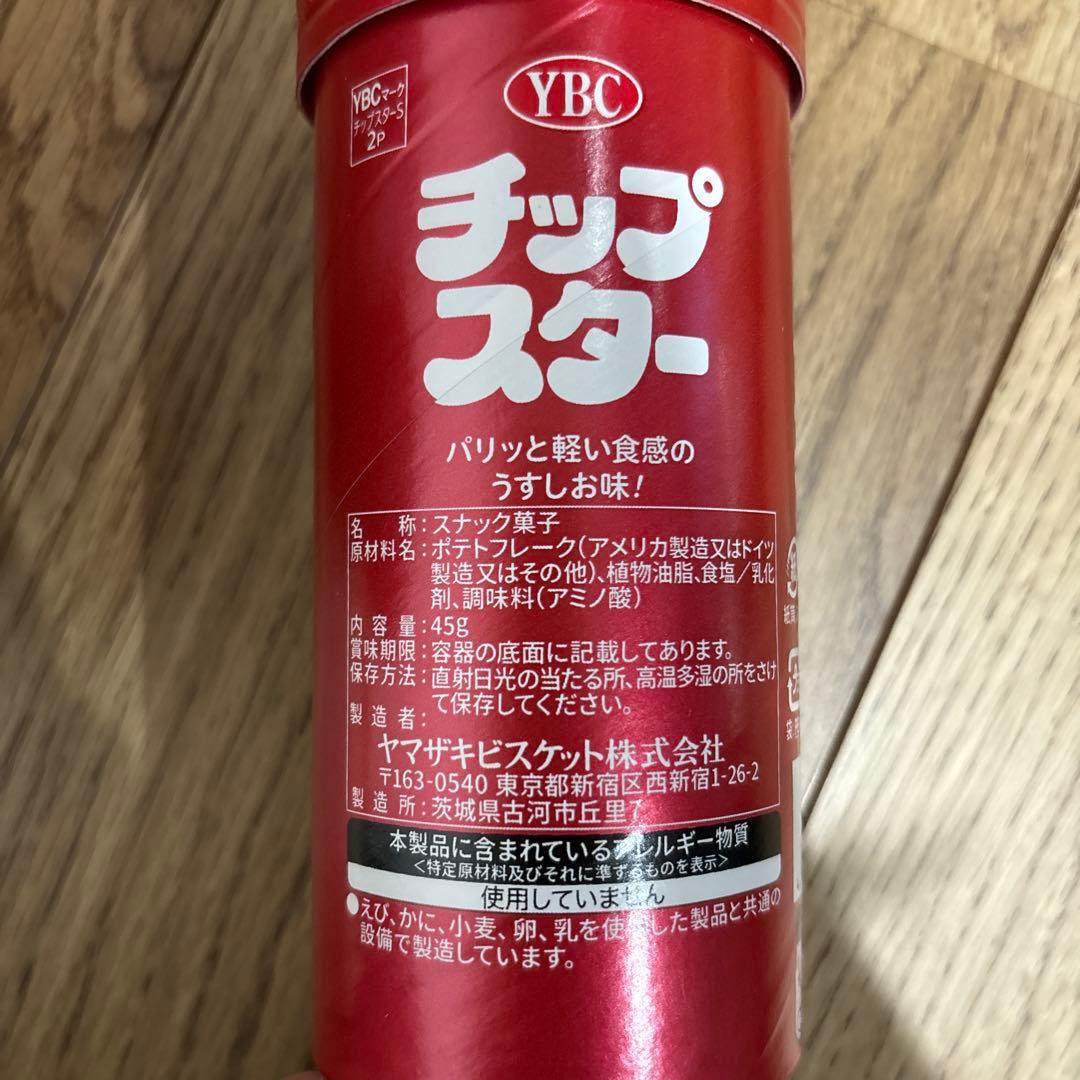 YBCマーク
チップスターS
2P
YBC
チップ
スター
パリッと軽い食感の
うすしお味!
名称:スナック菓子
原材料名:ポテトフレーク(アメリカ製造又はドイツ
製造又はその他)、植物油脂、食塩/乳化
剤、調味料(アミノ酸)
内容量:45g
賞味期限:容器の底面に記載してあります。
保存方法:直射日光の当たる所、高温多湿の所をさけ
て保存してください。
製造者:
ヤマザキビスケット株式会社
〒163-0540 東京都新宿区西新宿1-26-2
製造所:茨城県古河市丘里7
本製品に含まれているアレルギー物質
<特定原材料及びそれに準ずるものを表示>
使用していません
●えび、かに、小麦、卵、乳を使用した製品と共通の
設備で製造しています。